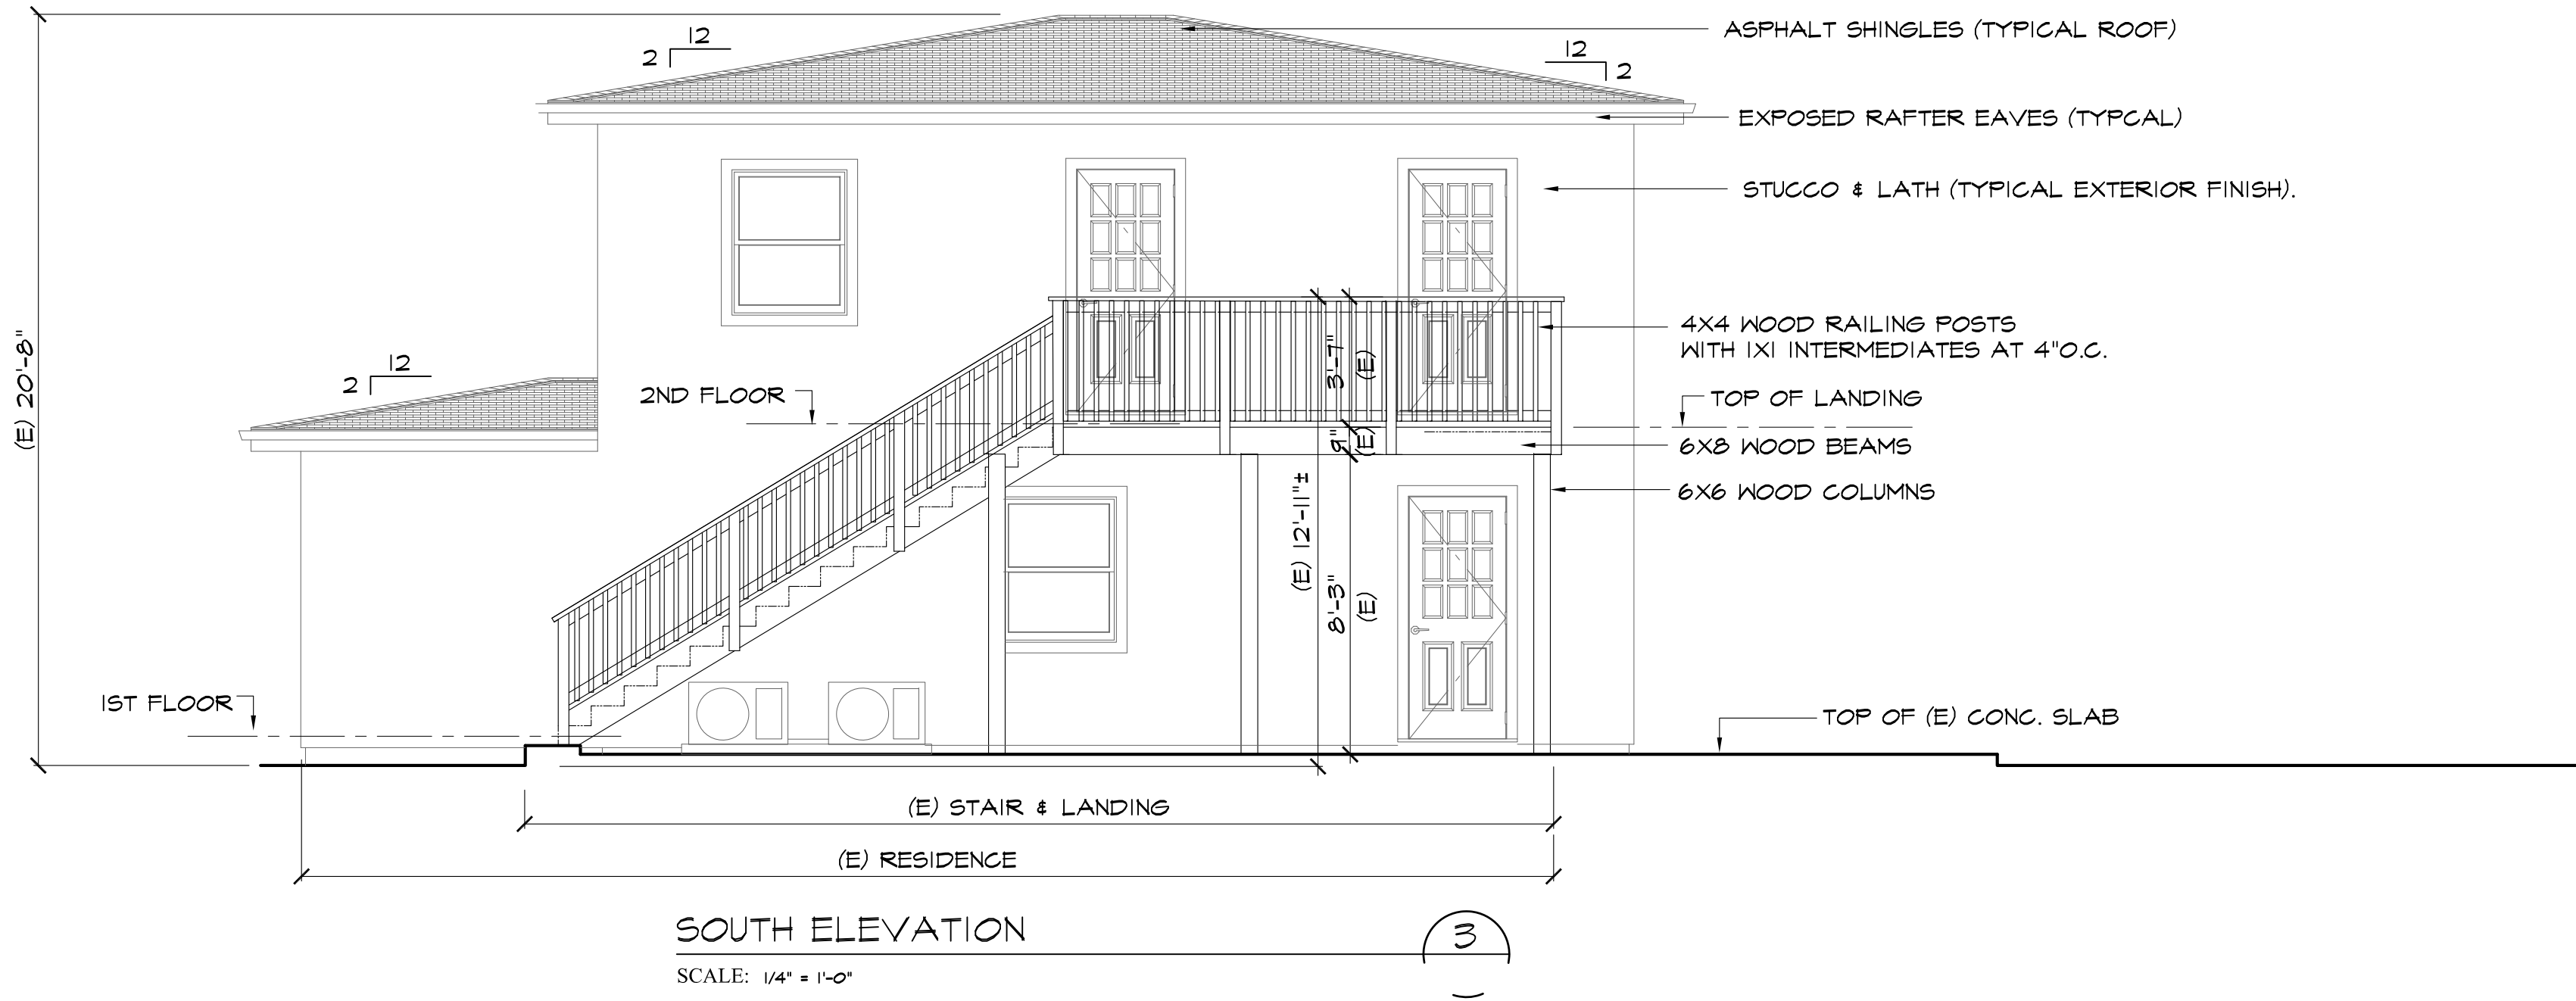 ASPHALT SHINGLES (TYPICAL ROOF)
12
2
12
2
EXPOSED RAFTER EAVES (TYPCAL)
STUCCO & LATH (TYPICAL EXTERIOR FINISH).
(E) 20'-8"
4X4 WOOD RAILING POSTS
WITH 1X1 INTERMEDIATES AT 4"O.C.
12
2
2ND FLOOR
3'-7"
(E)
TOP OF LANDING
9"
(E)
6X8 WOOD BEAMS
6X6 WOOD COLUMNS
(E) 12'-11"±
8'-3"
(E)
1ST FLOOR
TOP OF (E) CONC. SLAB
(E) STAIR & LANDING
(E) RESIDENCE
SOUTH ELEVATION
3
SCALE: 1/4" = 1'-0"